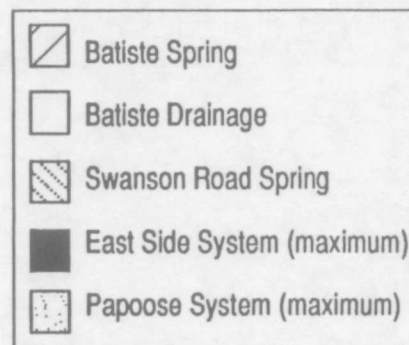 Batiste Spring
Batiste Drainage
Swanson Road Spring
East Side System (maximum)
Papoose System (maximum)